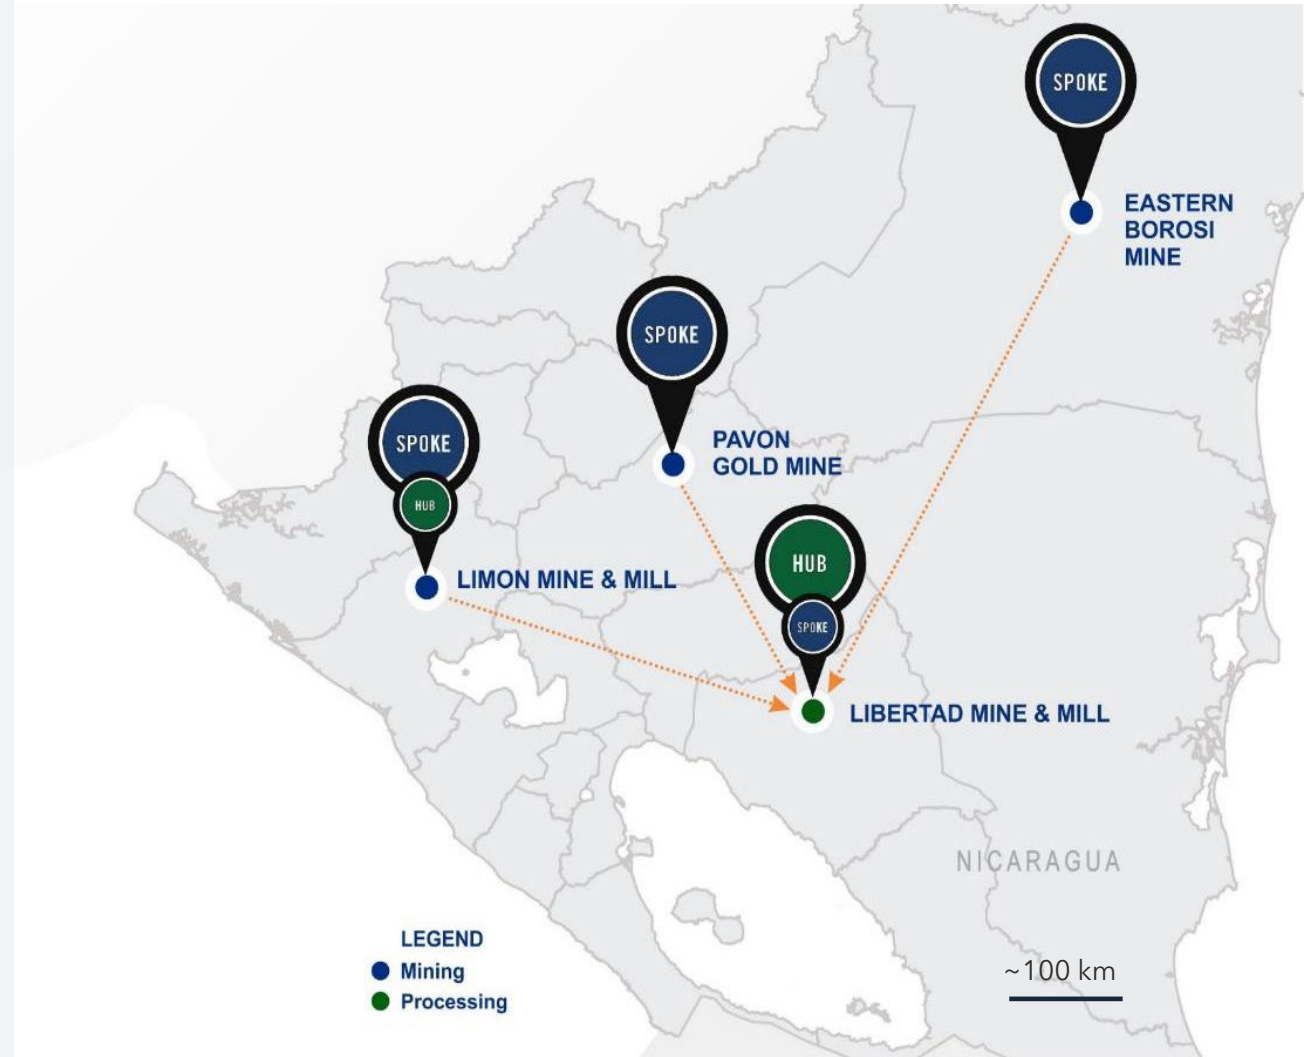 SPOKE
EASTERN
BOROSI
MINE
SPOKE
PAVON
GOLD MINE
SPOKE
HUB
LIMON MINE & MILL
HUB
SPOKE
LIBERTAD MINE & MILL
NICARAGUA
LEGEND
Mining
Processing
~100 km